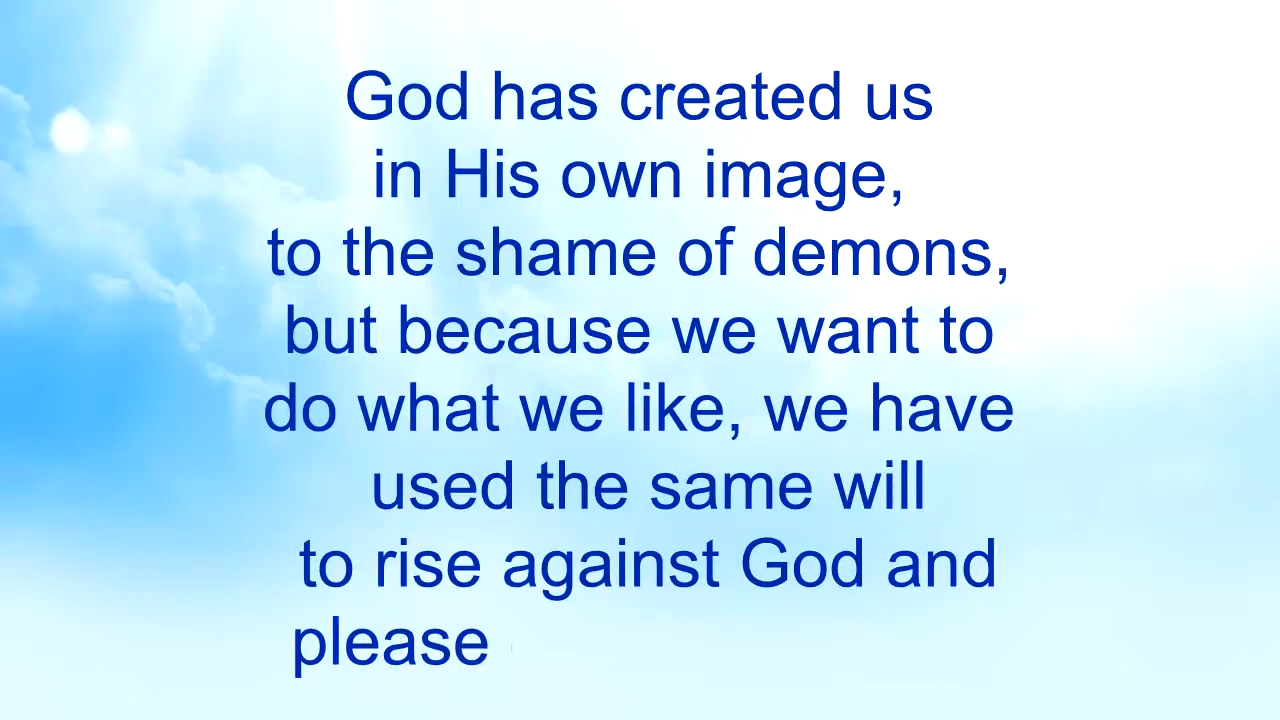 God has created us
in His own image,
to the shame of demons,
but because we want to
do what we like, we have
used the same will
to rise against God and
please